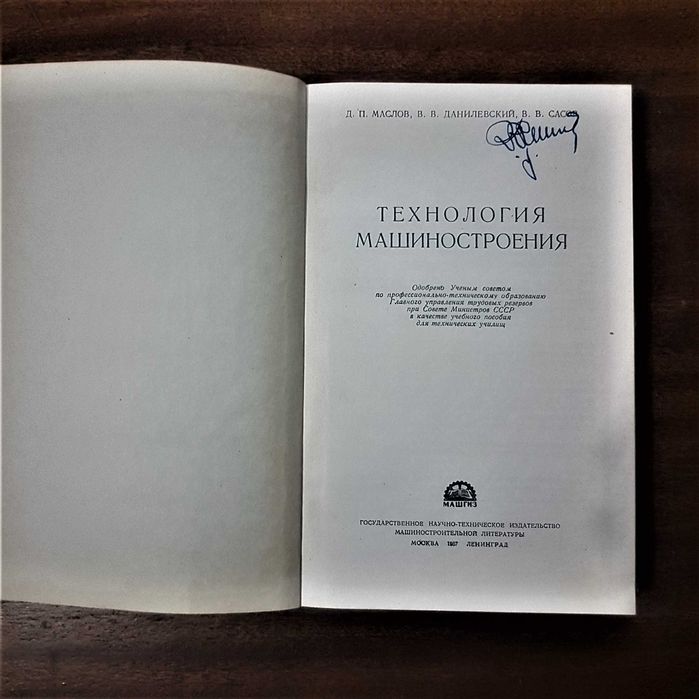 Д. П. МАСЛОВ, В. В. ДАНИЛЕВСКИЙ, В. В. САСОВ
ТЕХНОЛОГИЯ
МАШИНОСТРОЕНИЯ
Одобрено Ученым советом
по профессионально-техническому образованию
Главного управления трудовых резервов
при Совете Министров СССР
в качестве учебного пособия
для технических училищ
МАШГИЗ
ГОСУДАРСТВЕННОЕ НАУЧНО-ТЕХНИЧЕСКОЕ ИЗДАТЕЛЬСТВО
МАШИНОСТРОИТЕЛЬНОЙ ЛИТЕРАТУРЫ
МОСКВА 1957 ЛЕНИНГРАД